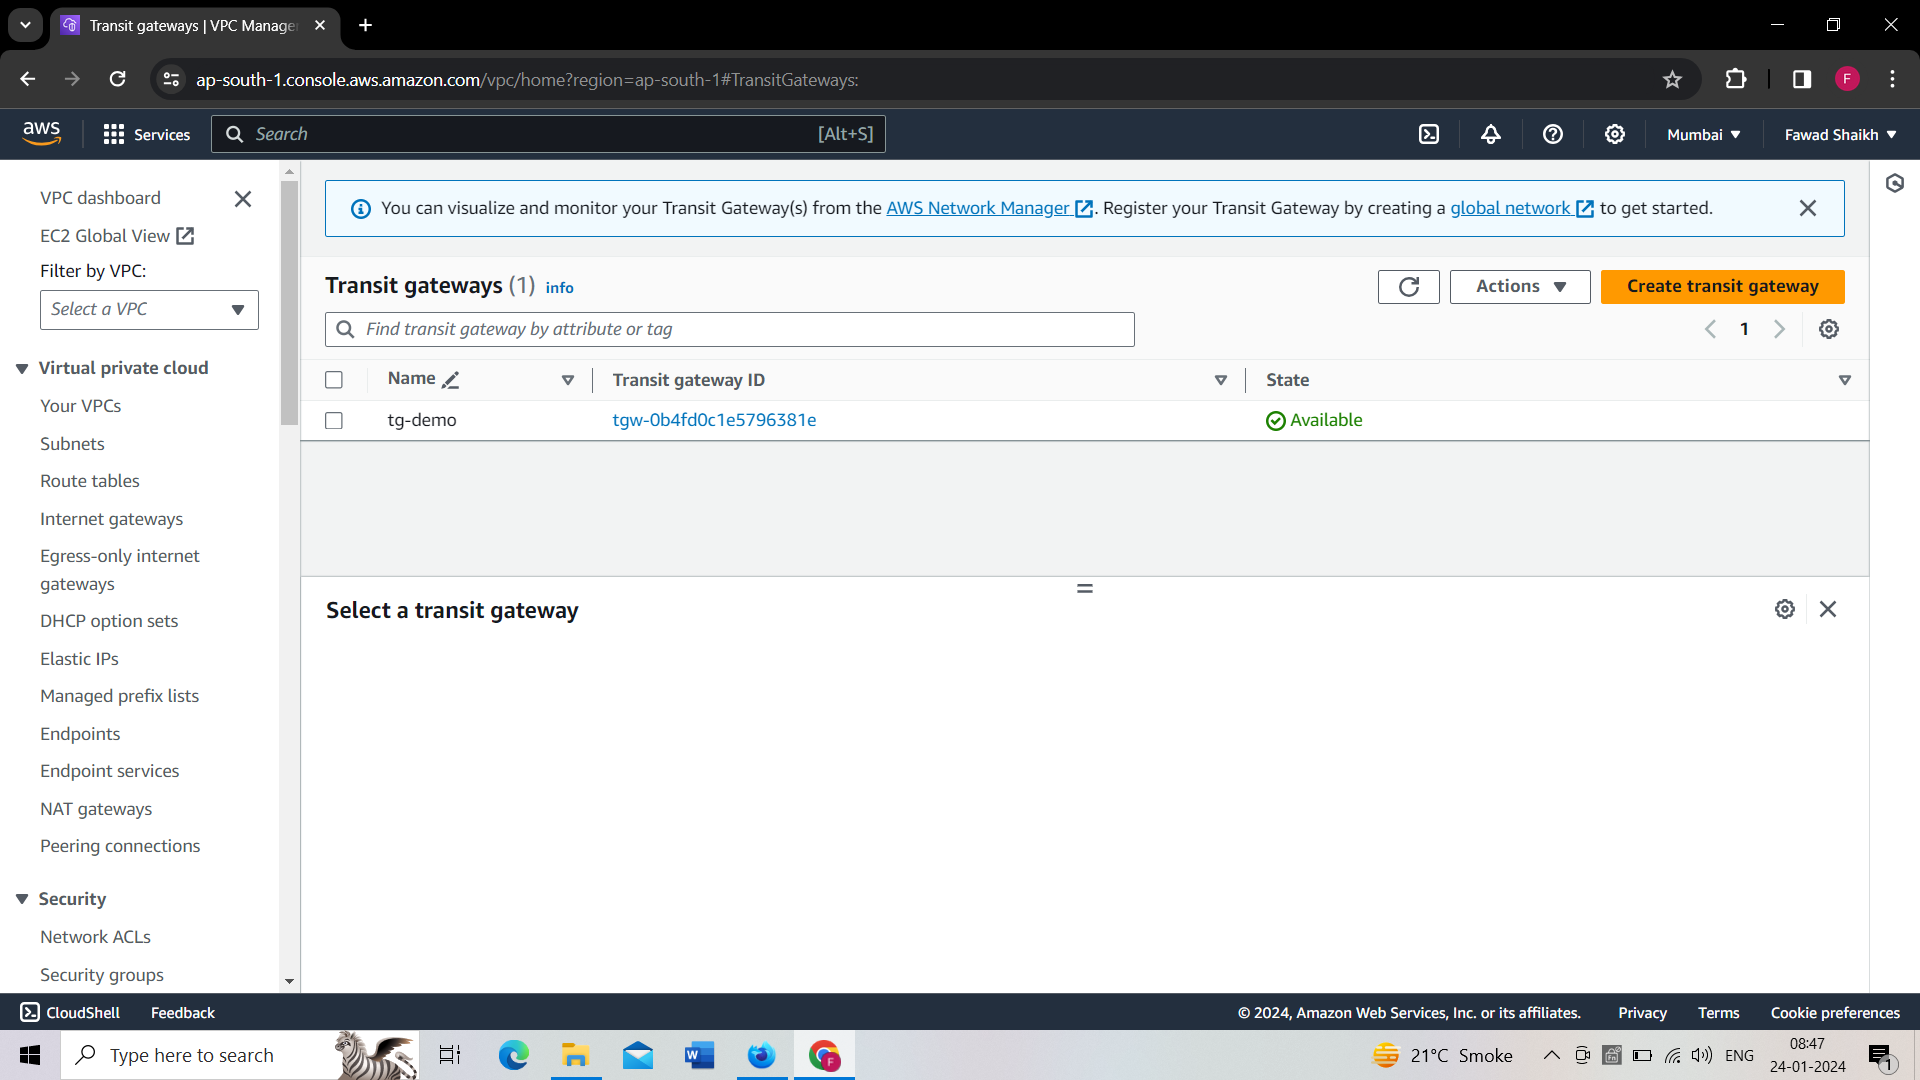 Transit gateways | VPC Manage
ap-south-1.console.aws.amazon.com/vpc/home?region=ap-south-1#TransitGateways:
F
aws
Services
Search
[Alt+S]
Mumbai
Fawad Shaikh
VPC dashboard
EC2 Global View
Filter by VPC:
Select a VPC
Virtual private cloud
Your VPCs
Subnets
Route tables
Internet gateways
Egress-only internet
gateways
DHCP option sets
Elastic IPs
Managed prefix lists
Endpoints
Endpoint services
NAT gateways
Peering connections
Security
Network ACLs
Security groups
You can visualize and monitor your Transit Gateway(s) from the AWS Network Manager. Register your Transit Gateway by creating a global network to get started.
Transit gateways (1) info
Actions
Create transit gateway
Find transit gateway by attribute or tag
1
Name
Transit gateway ID
State
tg-demo
tgw-0b4fd0c1e5796381e
Available
Select a transit gateway
CloudShell
Feedback
© 2024, Amazon Web Services, Inc. or its affiliates.
Privacy
Terms
Cookie preferences
Type here to search
21°C Smoke
ENG
08:47
24-01-2024
1